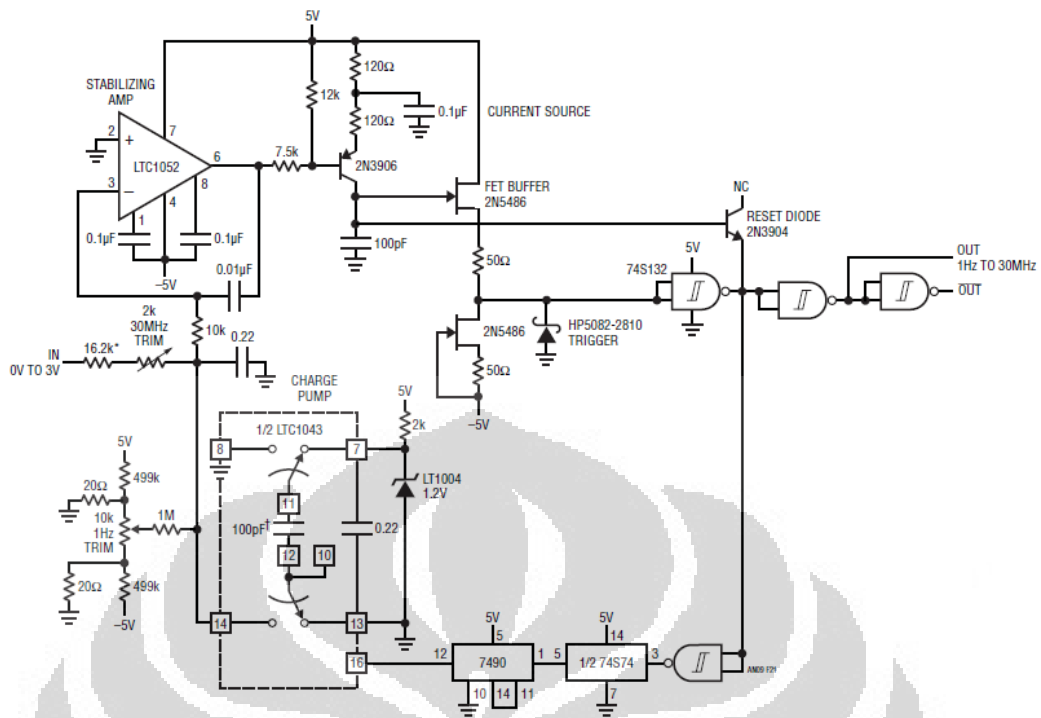 5V
120Ω
STABILIZING
AMP
12k
0.1µF
CURRENT SOURCE
120Ω
2
+
7
LTC1052
6
7.5k
2N3906
NC
3
−
8
4
1
FET BUFFER
2N5486
RESET DIODE
2N3904
0.1µF
0.1µF
100pF
–5V
50Ω
5V
74S132
OUT
1Hz TO 30MHz
0.01µF
OUT
2k
30MHz
TRIM
10k
2N5486
HP5082-2810
TRIGGER
IN
0V TO 3V
16.2k*
0.22
50Ω
CHARGE
PUMP
5V
–5V
1/2 LTC1043
2k
8
7
5V
499k
LT1004
1.2V
20Ω
11
10k
1Hz
TRIM
1M
100pF†
0.22
12
10
20Ω
499k
–5V
14
13
5V
5V
16
12
5
7490
1
5
14
1/2 74S74
3
AN09-F21
10
14
11
7